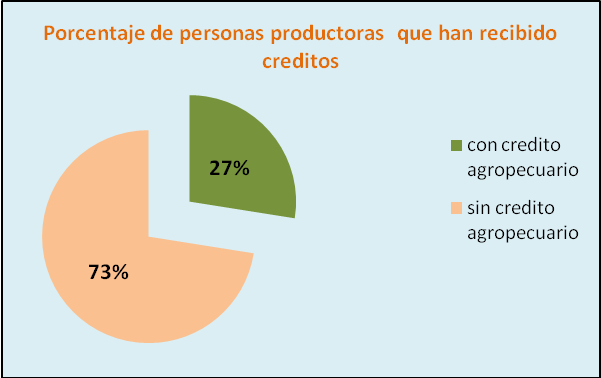 Porcentaje de personas productoras que han recibido
creditos
27%
73%
con credito
agropecuario
sin credito
agropecuario